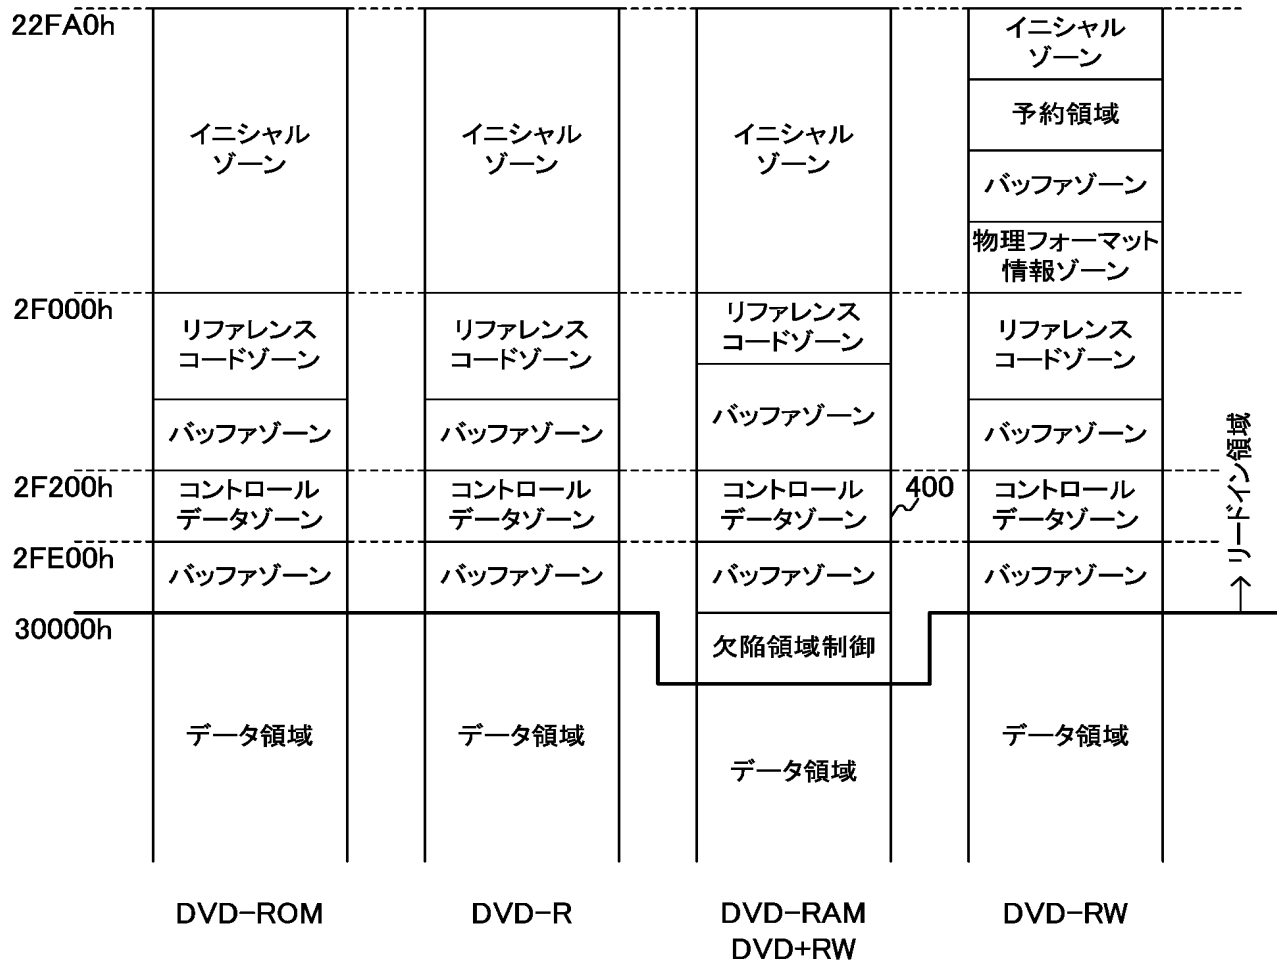 22FA0h
2F000h
2F200h
2FE00h
30000h
イニシャル
ゾーン
リファレンス
コードゾーン
バッファゾーン
コントロール
データゾーン
バッファゾーン
データ領域
DVD-ROM
イニシャル
ゾーン
リファレンス
コードゾーン
バッファゾーン
コントロール
データゾーン
バッファゾーン
データ領域
DVD-R
イニシャル
ゾーン
リファレンス
コードゾーン
バッファゾーン
コントロール
データゾーン
400
バッファゾーン
欠陥領域制御
データ領域
DVD-RAM
DVD+RW
イニシャル
ゾーン
予約領域
バッファゾーン
物理フォーマット
情報ゾーン
リファレンス
コードゾーン
バッファゾーン
コントロール
データゾーン
バッファゾーン
データ領域
DVD-RW
→リードイン領域